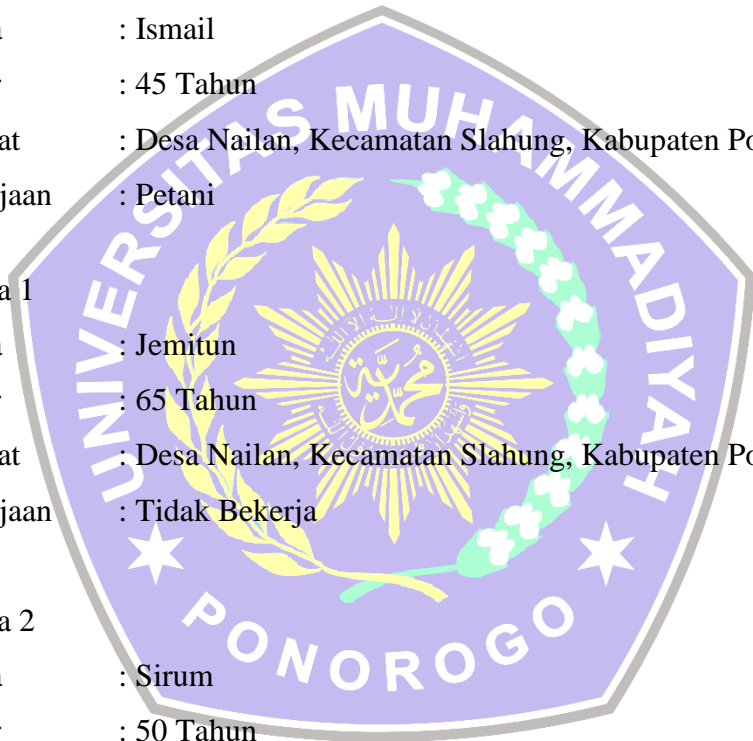 a : Ismail
r : 45 Tahun
at : Desa Nailan, Kecamatan Slahung, Kabupaten Po
jaan : Petani
a 1
a : Jemitun
r : 65 Tahun
at : Desa Nailan, Kecamatan Slahung, Kabupaten Po
jaan : Tidak Bekerja
a 2
a : Sirum
r : 50 Tahun
UNIVERSITAS MUHAMMADIYAH
PONOROGO
محمدية